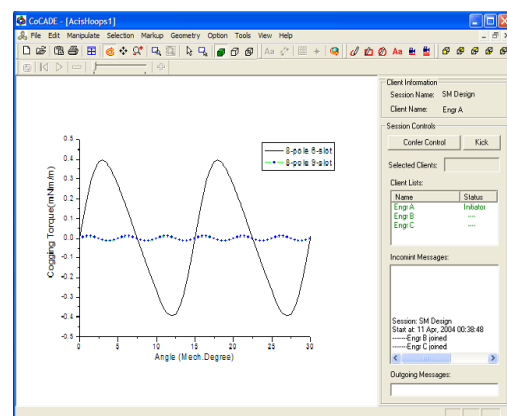 CoCADE - [AcisHoops1]
File Edit Manipulate Selection Markup Geometry Option Tools View Help
Client Information
Session Name: SM Design
Client Name: Engr A
Session Controls
Confer Control Kick
Selected Clients:
Client Lists:
Name Status
Engr A Initiator
Engr B ----
Engr C ----
Incomint Messages:
Session: SM Design
Start at: 11 Apr, 2004 00:38:48
------Engr B joined
------Engr C joined
Outgoing Messages:
8-pole 6-slot
8-pole 9-slot
Cogging Torque(mNm/m)
0.5
0.4
0.3
0.2
0.1
0.0
-0.1
-0.2
-0.3
-0.4
-0.5
0 5 10 15 20 25 30
Angle (Mech.Degree)